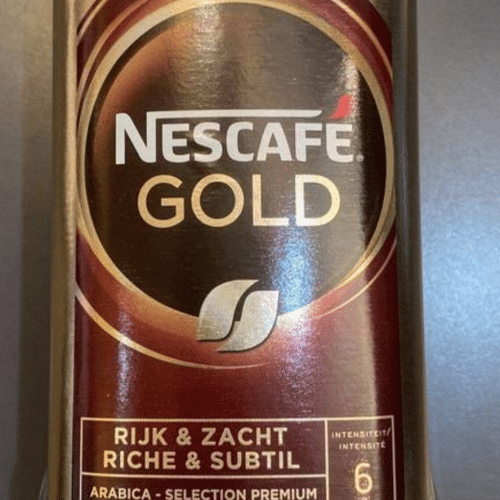 NESCAFÉ
GOLD
RIJK & ZACHT
RICHE & SUBTIL
INTENSITEIT/
INTENSITÉ
6
ARABICA - SELECTION PREMIUM